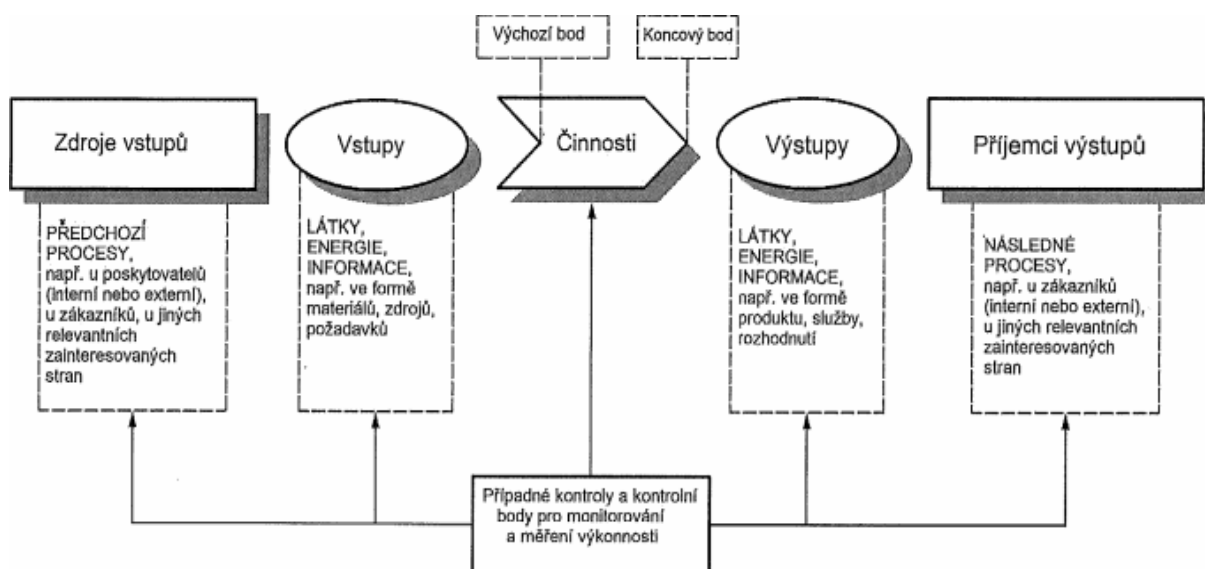 Výchozí bod
Koncový bod
Zdroje vstupů
Vstupy
Činnosti
Výstupy
Příjemci výstupů
PŘEDCHOZÍ
PROCESY,
např. u poskytovatelů
(interní nebo externí),
u zákazníků, u jiných
relevantních
zainteresovaných
stran
LÁTKY,
ENERGIE,
INFORMACE,
např. ve formě
materiálů, zdrojů,
požadavků
LÁTKY,
ENERGIE,
INFORMACE,
např. ve formě
produktu, služby,
rozhodnutí
NÁSLEDNÉ
PROCESY,
např. u zákazníků
(interní nebo externí),
u jiných relevantních
zainteresovaných
stran
Případné kontroly a kontrolní
body pro monitorování
a měření výkonnosti